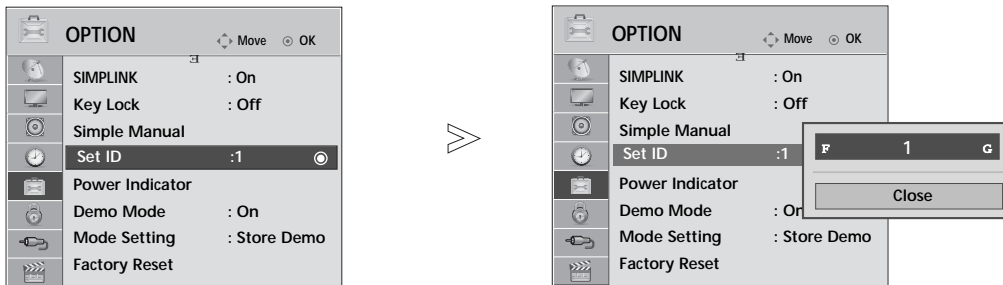 OPTION Move OK
E
SIMPLINK : On
Key Lock : Off
Simple Manual
Set ID :1
Power Indicator
Demo Mode : On
Mode Setting : Store Demo
Factory Reset
OPTION Move OK
E
SIMPLINK : On
Key Lock : Off
Simple Manual
Set ID :1
Power Indicator
Demo Mode : On
Mode Setting : Store Demo
Factory Reset
F 1 G
Close